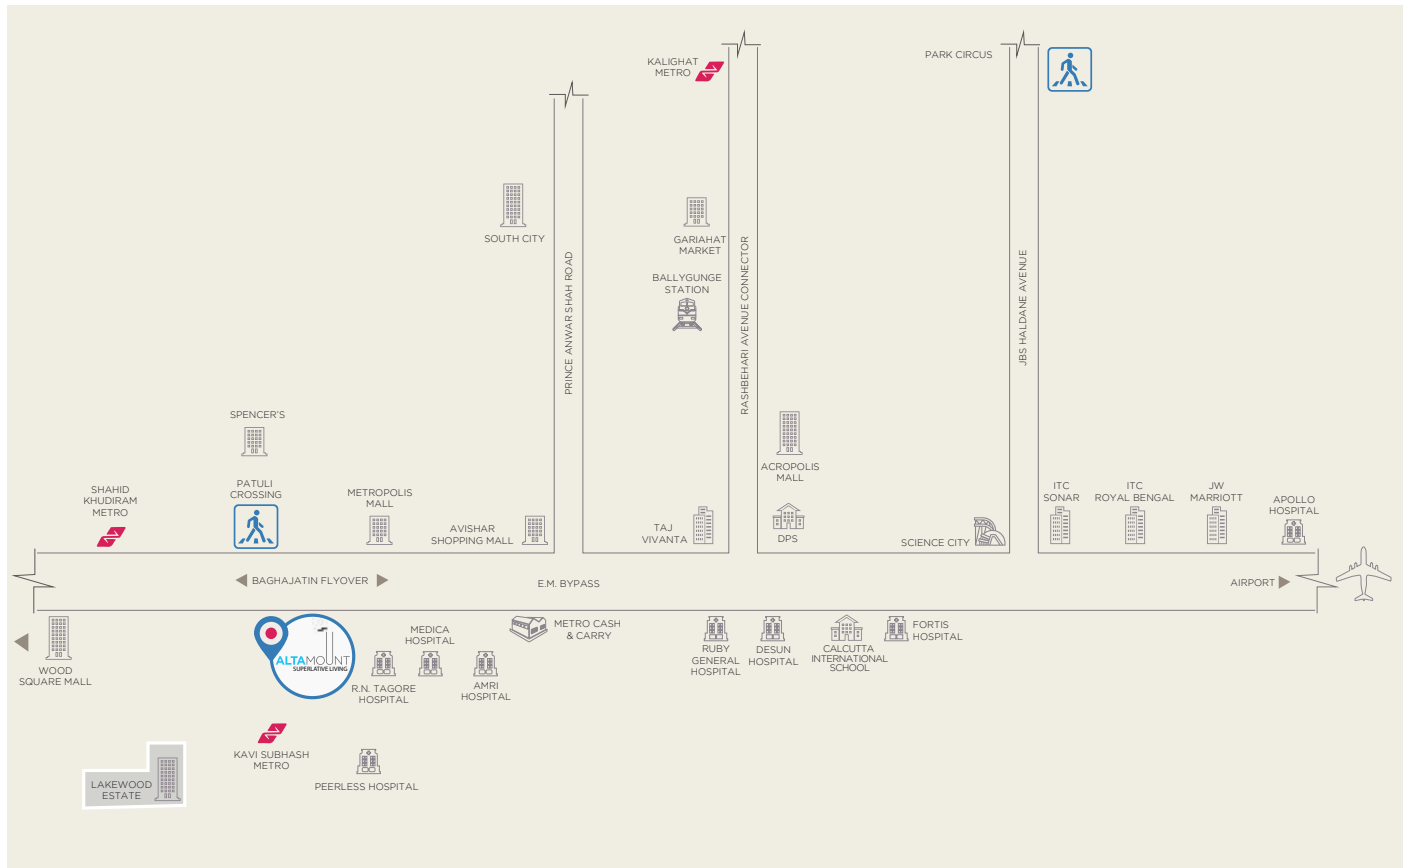 KALIGHAT
METRO
PARK CIRCUS
SOUTH CITY
GARIAHAT
MARKET
BALLYGUNGE
STATION
PRINCE ANWAR SHAH ROAD
RASHBEHARI AVENUE CONNECTOR
JBS HALDANE AVENUE
SPENCER'S
PATULI
CROSSING
SHAHID
KHUDIRAM
METRO
METROPOLIS
MALL
AVISHAR
SHOPPING MALL
TAJ
VIVANTA
ACROPOLIS
MALL
DPS
SCIENCE CITY
ITC
SONAR
ITC
ROYAL BENGAL
JW
MARRIOTT
APOLLO
HOSPITAL
BAGHAJATIN FLYOVER
E.M. BYPASS
AIRPORT
WOOD
SQUARE MALL
ALTAMOUNT
SUPERLATIVE LIVING
R.N. TAGORE
HOSPITAL
MEDICA
HOSPITAL
AMRI
HOSPITAL
METRO CASH
& CARRY
RUBY
GENERAL
HOSPITAL
DESUN
HOSPITAL
CALCUTTA
INTERNATIONAL
SCHOOL
FORTIS
HOSPITAL
KAVI SUBHASH
METRO
PEERLESS HOSPITAL
LAKEWOOD
ESTATE